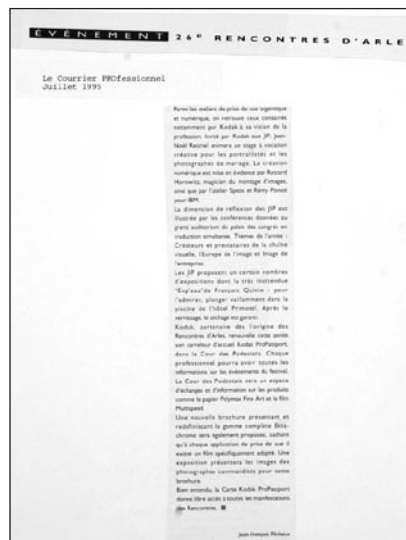 ÉVÉNEMENT 26e RENCONTRES D'ARLE
Le Courrier PROfessionnel
Juillet 1995
Parmi les ateliers de prise de vue argentique
et numérique, on retrouve ceux consacrés
notamment par Kodak à sa vision de la
profession. Invité par Kodak aux JIP, Jean-
Noël Reichel animera un stage à vocation
créative pour les portraitistes et les
photographes de mariage. La création
numérique est mise en évidence par Ryszard
Horowitz, magicien du montage d'images,
ainsi que par l'atelier Speos et Rémy Poinot
pour IBM.
La dimension de réflexion des JIP est
illustrée par les conférences données au
grand auditorium du palais des congrès en
traduction simultanée. Thèmes de l'année :
Créateurs et prestataires de la chaîne
visuelle, l'Europe de l'image et Image de
l'entreprise.
Les JIP proposent un certain nombres
d'expositions dont la très inattendue
"Exp'eau" de François Quinio : pour
l'admirer, plonger vaillamment dans la
piscine de l'hôtel Primotel. Après le
vernissage, le séchage est garanti.
Kodak, partenaire dès l'origine des
Rencontres d'Arles, renouvelle cette année
son carrefour d'accueil Kodak ProPassport,
dans la Cour des Podestats. Chaque
professionnel pourra avoir toutes les
informations sur les événements du festival.
La Cour des Podestats sera un espace
d'échanges et d'information sur les produits
comme le papier Polymax Fine Art et le film
Multispeed.
Une nouvelle brochure présentant et
redéfinissant la gamme complète Ekta-
chrome sera également proposée, sachant
qu'à chaque application de prise de vue il
existe un film spécifiquement adapté. Une
exposition présentera les images des
photographes commandités pour cette
brochure.
Bien entendu, la Carte Kodak ProPassport
donne libre accès à toutes les manifestations
des Rencontres. ■
Jean-François